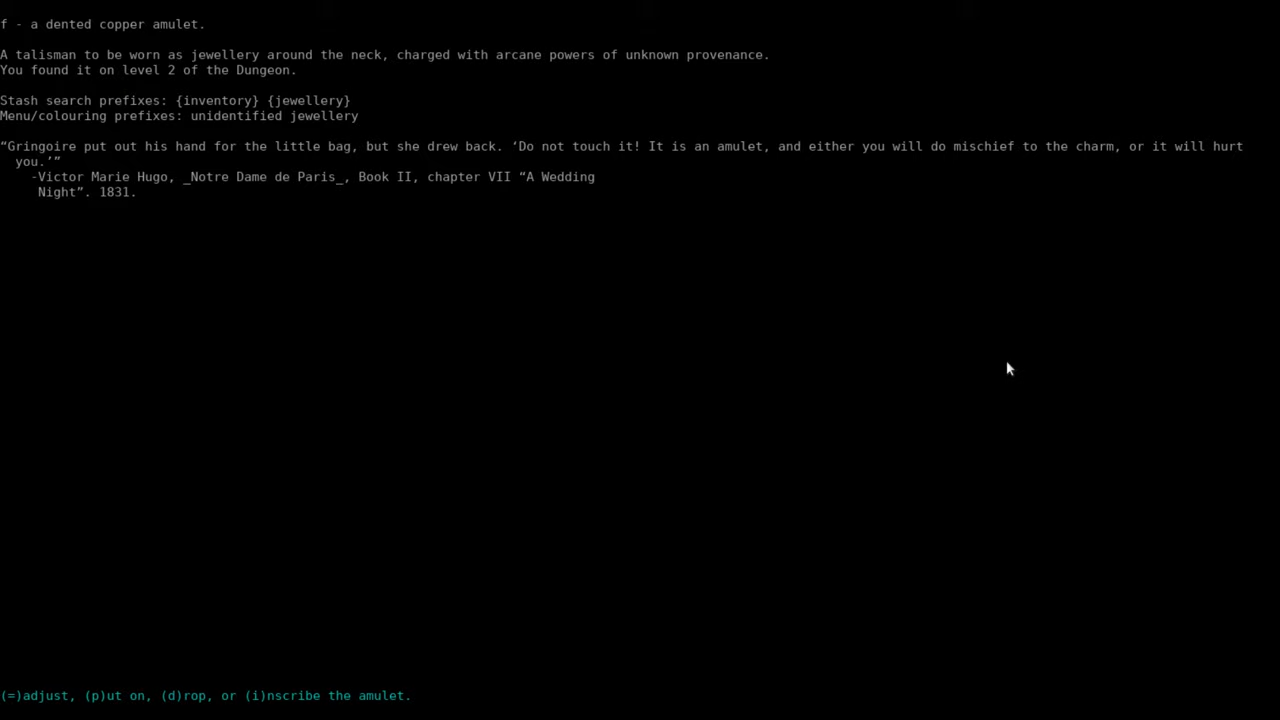 f - a dented copper amulet.
A talisman to be worn as jewellery around the neck, charged with arcane powers of unknown provenance.
You found it on level 2 of the Dungeon.
Stash search prefixes: {inventory} {jewellery}
Menu/colouring prefixes: unidentified jewellery
“Gringoire put out his hand for the little bag, but she drew back. ‘Do not touch it! It is an amulet, and either you will do mischief to the charm, or it will hurt
you.’”
-Victor Marie Hugo, _Notre Dame de Paris_, Book II, chapter VII “A Wedding
Night”. 1831.
(=)adjust, (p)ut on, (d)rop, or (i)nscribe the amulet.